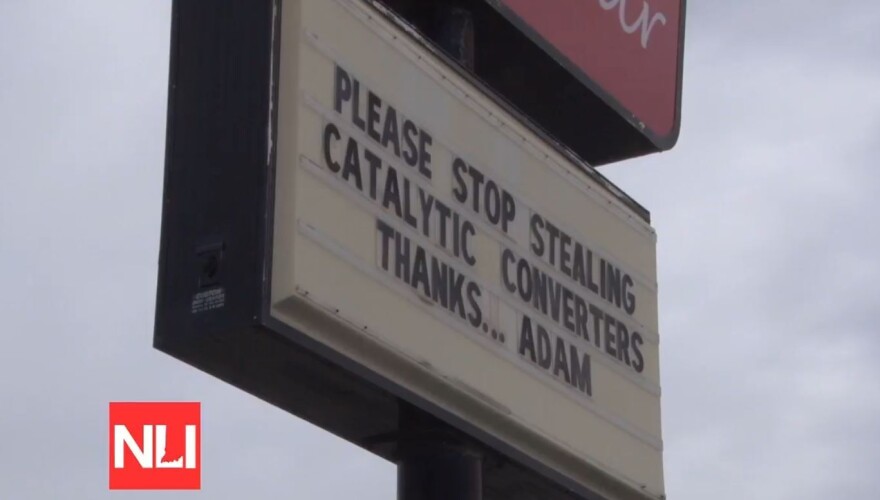 PLEASE STOP STEALING
CATALYTIC CONVERTERS
THANKS... ADAM
NLI